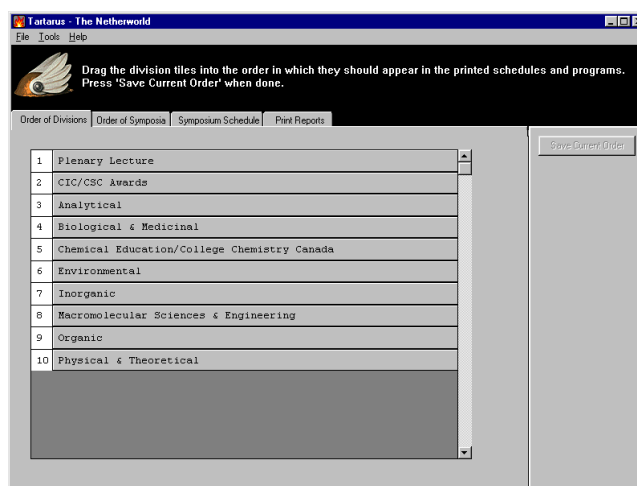 Tartarus - The Netherworld
File Tools Help
Drag the division tiles into the order in which they should appear in the printed schedules and programs.
Press 'Save Current Order' when done.
Order of Divisions Order of Symposia Symposium Schedule Print Reports
Save Current Order
1 Plenary Lecture
2 CIC/CSC Awards
3 Analytical
4 Biological & Medicinal
5 Chemical Education/College Chemistry Canada
6 Environmental
7 Inorganic
8 Macromolecular Sciences & Engineering
9 Organic
10 Physical & Theoretical